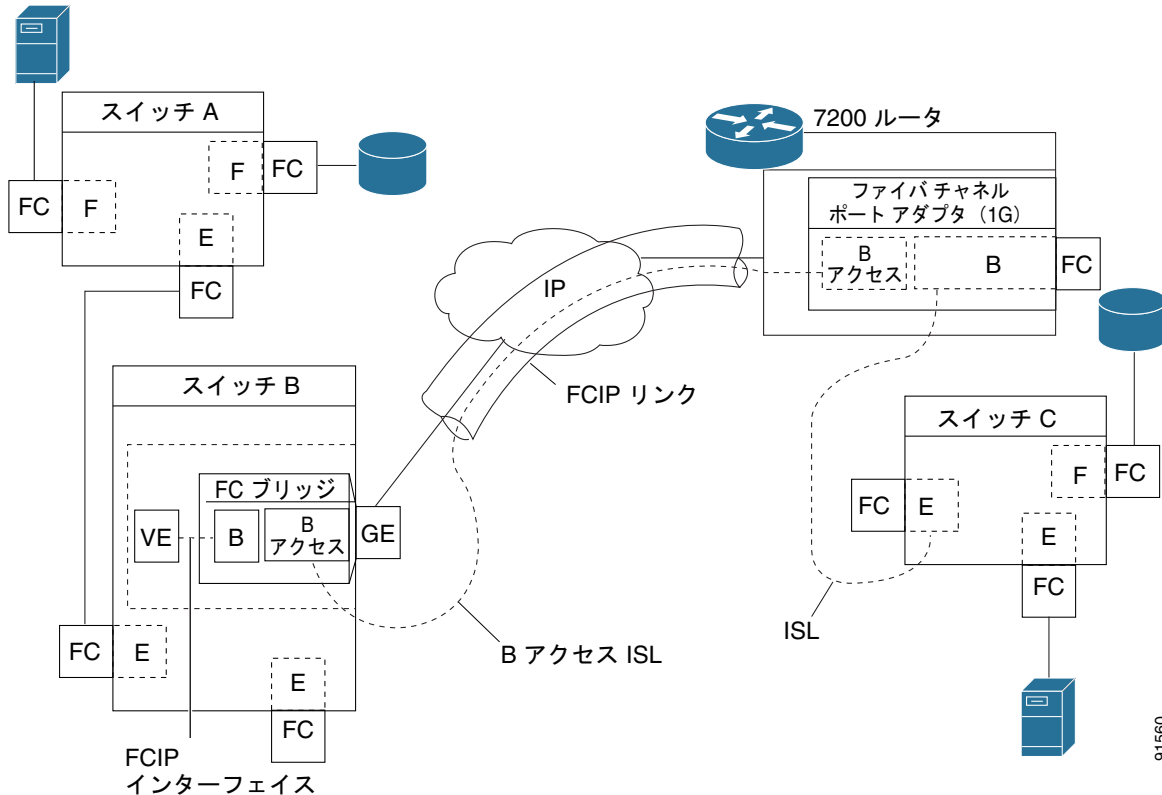 スイッチ A
F
FC
FC
F
E
FC
7200 ルータ
ファイバ チャネル
ポート アダプタ（1G）
B
アクセス
B
FC
IP
FCIP リンク
スイッチ B
FC ブリッジ
VE
B
B
アクセス
GE
FC
E
E
FC
B アクセス ISL
FCIP
インターフェイス
スイッチ C
F
FC
FC
E
E
FC
ISL
91560